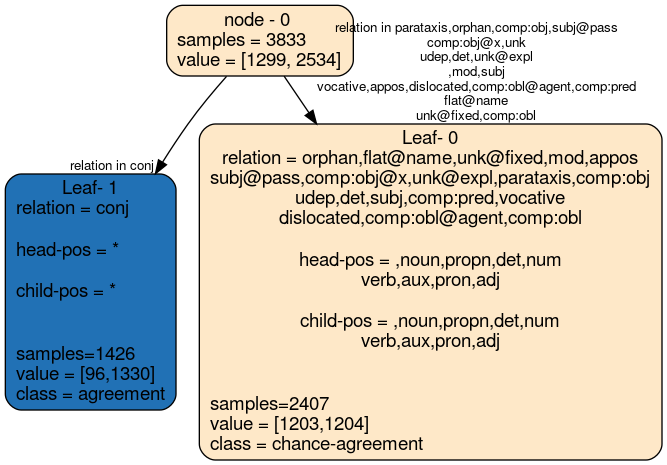 node - 0
samples = 3833
value = [1299, 2534]
relation in parataxis,orphan,comp:obj,subj@pass
comp:obj@x,unk
udep,det,unk@expl
,mod,subj
vocative,appos,dislocated,comp:obl@agent,comp:pred
flat@name
unk@fixed,comp:obl
relation in conj
Leaf- 1
relation = conj
head-pos = *
child-pos = *
samples=1426
value = [96,1330]
class = agreement
Leaf- 0
relation = orphan,flat@name,unk@fixed,mod,appos
subj@pass,comp:obj@x,unk@expl,parataxis,comp:obj
udep,det,subj,comp:pred,vocative
dislocated,comp:obl@agent,comp:obl
head-pos = ,noun,propn,det,num
verb,aux,pron,adj
child-pos = ,noun,propn,det,num
verb,aux,pron,adj
samples=2407
value = [1203,1204]
class = chance-agreement